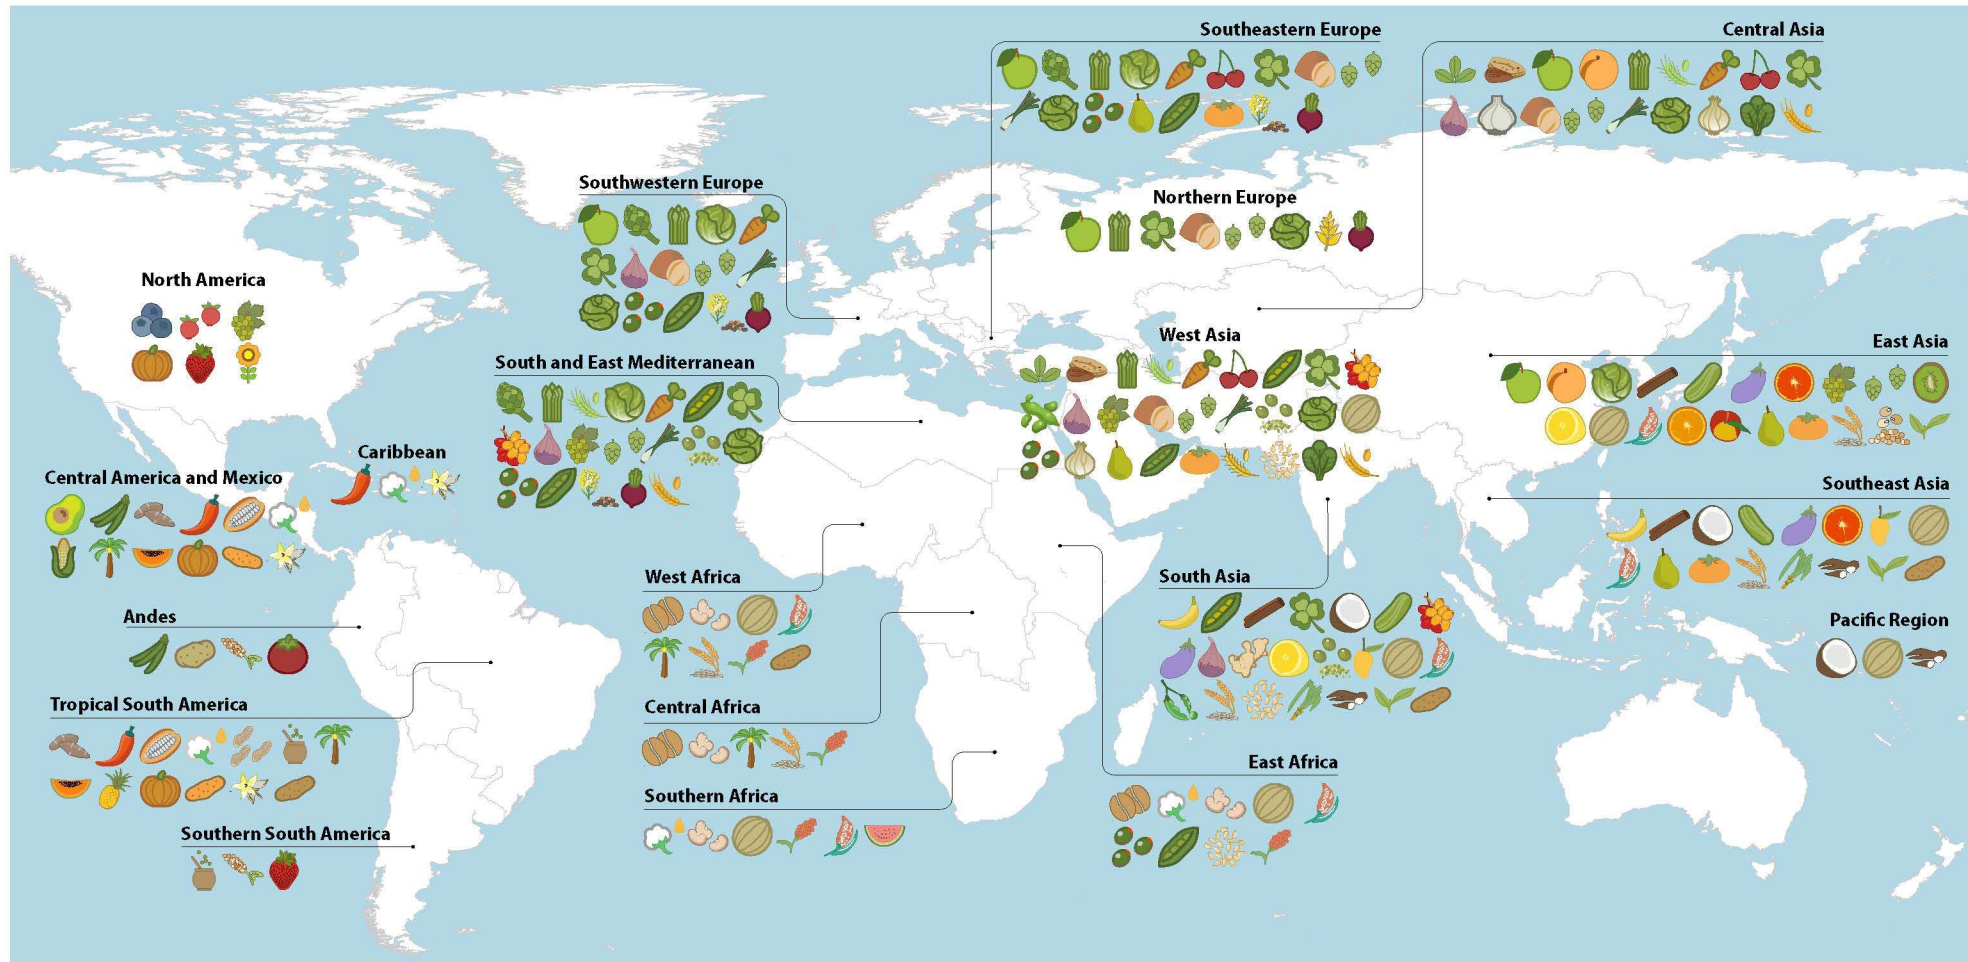 Southeastern Europe
Central Asia
Southwestern Europe
Northern Europe
North America
West Asia
East Asia
South and East Mediterranean
Caribbean
Central America and Mexico
Southeast Asia
West Africa
South Asia
Andes
Pacific Region
Tropical South America
Central Africa
East Africa
Southern Africa
Southern South America